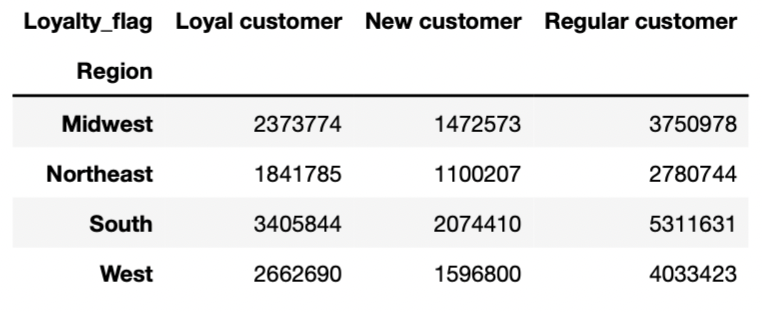 Loyalty_flag Loyal customer New customer Regular customer
Region
Midwest 2373774 1472573 3750978
Northeast 1841785 1100207 2780744
South 3405844 2074410 5311631
West 2662690 1596800 4033423